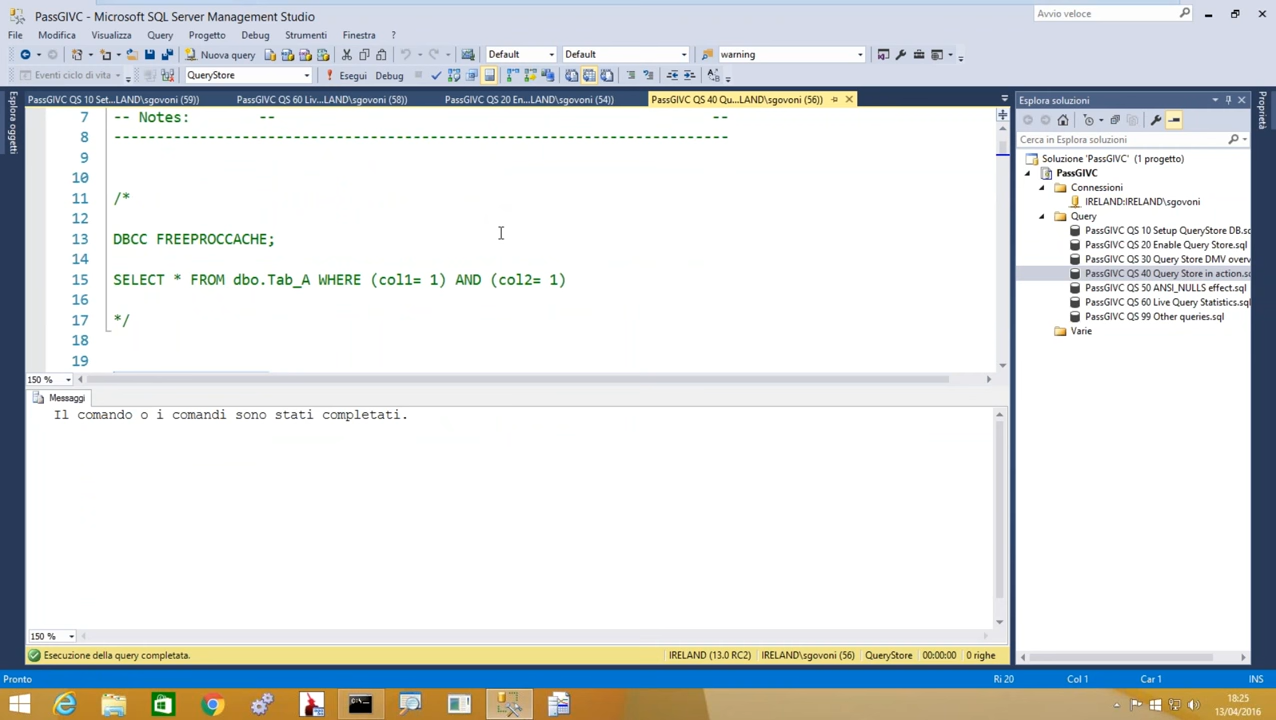 PassGIVC - Microsoft SQL Server Management Studio
Avvio veloce
File Modifica Visualizza Query Progetto Debug Strumenti Finestra ?
Nuova query Default Default warning
Eventi ciclo di vita QueryStore Esegui Debug
Esplora oggetti
PassGIVC QS 10 Set...LAND\sgovoni (59)) PassGIVC QS 60 Liv...LAND\sgovoni (58)) PassGIVC QS 20 En...LAND\sgovoni (54)) PassGIVC QS 40 Qu...LAND\sgovoni (56))
7 -- Notes: -- --
8 ------------------------------------------------------------------------
9
10
11 /*
12
13 DBCC FREEPROCCACHE;
14
15 SELECT * FROM dbo.Tab_A WHERE (col1= 1) AND (col2= 1)
16
17 */
18
19
150 %
Messaggi
Il comando o i comandi sono stati completati.
150 %
Esecuzione della query completata. IRELAND (13.0 RC2) IRELAND\sgovoni (56) QueryStore 00:00:00 0 righe
Esplora soluzioni
Cerca in Esplora soluzioni
Soluzione 'PassGIVC' (1 progetto)
PassGIVC
Connessioni
IRELAND:IRELAND\sgovoni
Query
PassGIVC QS 10 Setup QueryStore DB.sc
PassGIVC QS 20 Enable Query Store.sql
PassGIVC QS 30 Query Store DMV overv
PassGIVC QS 40 Query Store in action.sc
PassGIVC QS 50 ANSI_NULLS effect.sql
PassGIVC QS 60 Live Query Statistics.sql
PassGIVC QS 99 Other queries.sql
Varie
Proprietà
Pronto Ri 20 Col 1 Car 1 INS
18:25
13/04/2016